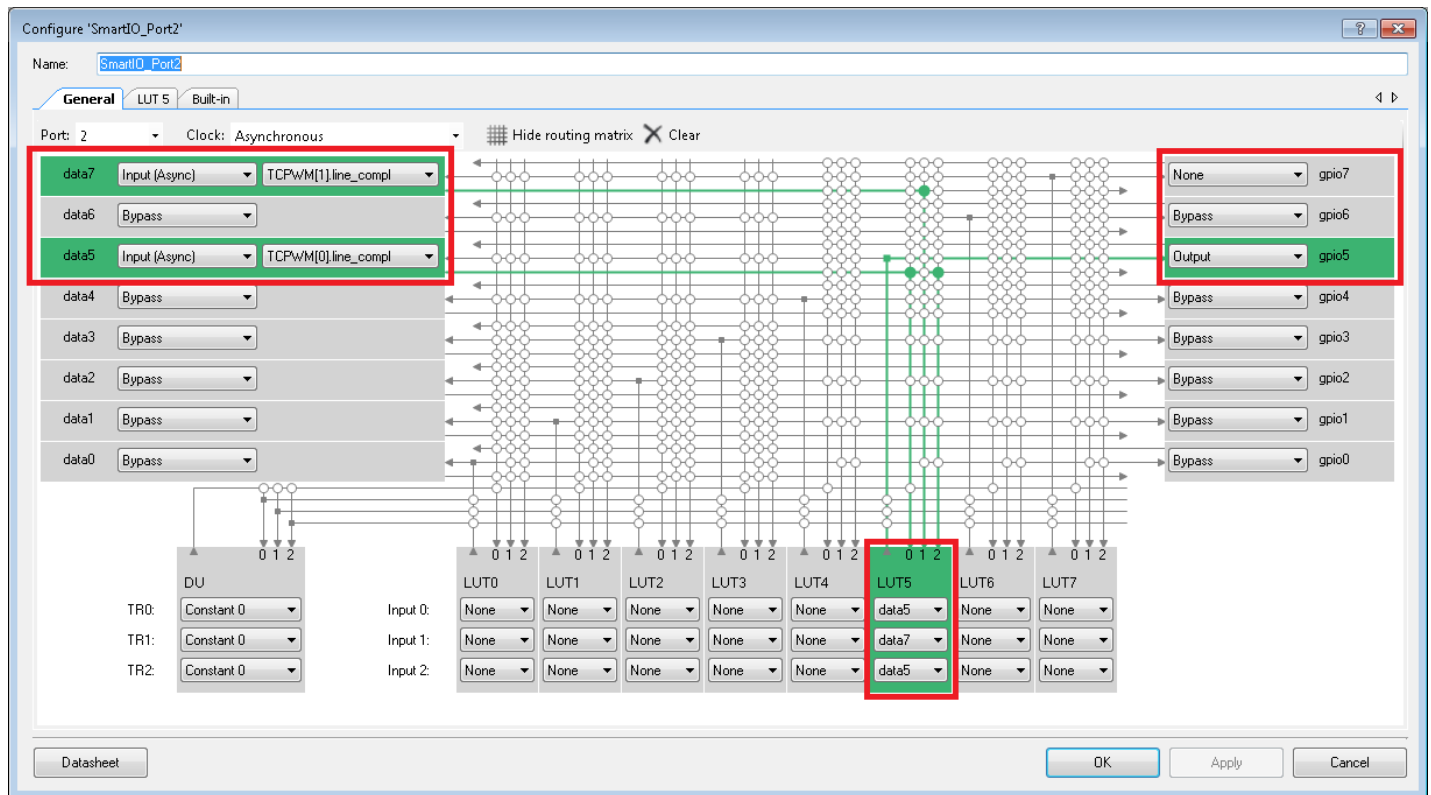 Configure 'SmartIO_Port2'
Name: SmartIO_Port2
General LUT 5 Built-in
Port: 2 Clock: Asynchronous Hide routing matrix Clear
data7 Input (Async) TCPWM[1].line_compl None gpio7
data6 Bypass Bypass gpio6
data5 Input (Async) TCPWM[0].line_compl Output gpio5
data4 Bypass Bypass gpio4
data3 Bypass Bypass gpio3
data2 Bypass Bypass gpio2
data1 Bypass Bypass gpio1
data0 Bypass Bypass gpio0
0 1 2 0 1 2 0 1 2 0 1 2 0 1 2 0 1 2 0 1 2 0 1 2 0 1 2
DU LUT0 LUT1 LUT2 LUT3 LUT4 LUT5 LUT6 LUT7
TR0: Constant 0 Input 0: None None None None None data5 None None
TR1: Constant 0 Input 1: None None None None None data7 None None
TR2: Constant 0 Input 2: None None None None None data5 None None
Datasheet OK Apply Cancel